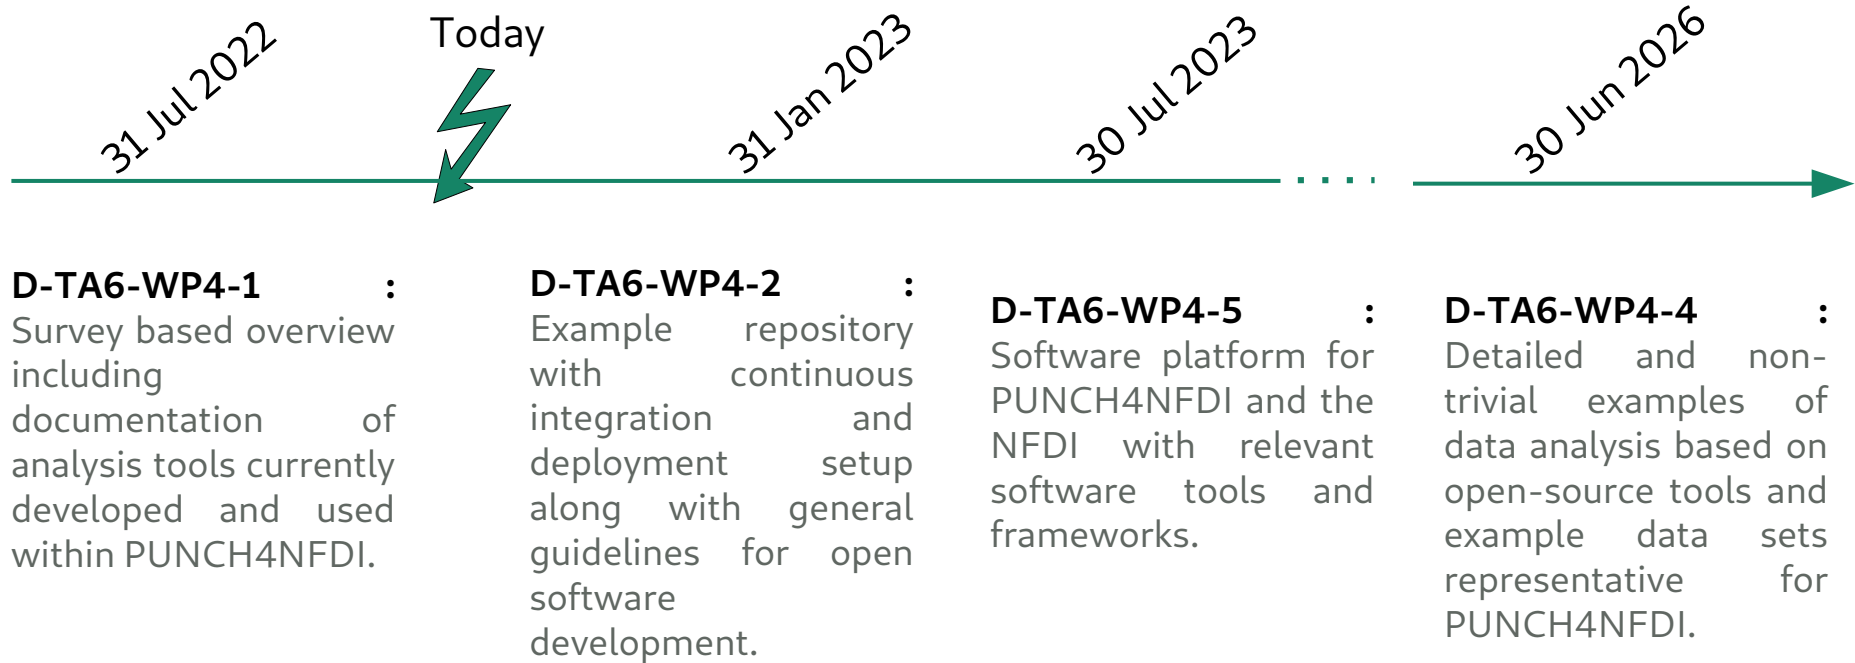 31 Jul 2022
Today
31 Jan 2023
30 Jul 2023
30 Jun 2026
D-TA6-WP4-1 :
Survey based overview
including
documentation of
analysis tools currently
developed and used
within PUNCH4NFDI.
D-TA6-WP4-2 :
Example repository
with continuous
integration and
deployment setup
along with general
guidelines for open
software
development.
D-TA6-WP4-5 :
Software platform for
PUNCH4NFDI and the
NFDI with relevant
software tools and
frameworks.
D-TA6-WP4-4 :
Detailed and non-
trivial examples of
data analysis based on
open-source tools and
example data sets
representative for
PUNCH4NFDI.